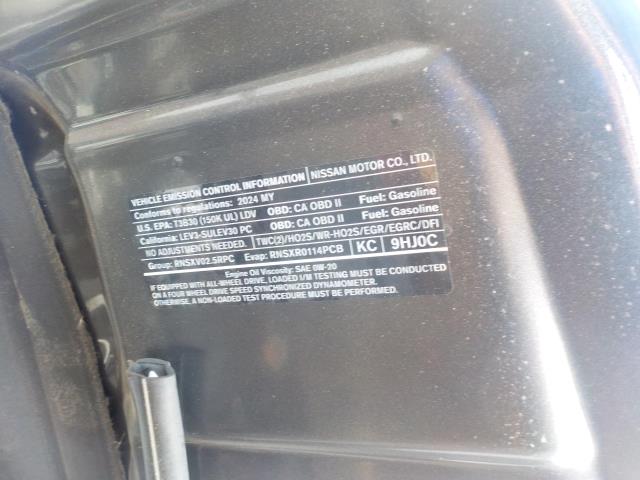 VEHICLE EMISSION CONTROL INFORMATION NISSAN MOTOR CO., LTD.
Conforms to regulations: 2024 MY
U.S. EPA: T3B30 (150K UL) LDV OBD: CA OBD II Fuel: Gasoline
California: LEV3-SULEV30 PC OBD: CA OBD II Fuel: Gasoline
NO ADJUSTMENTS NEEDED. TWC(2)/HO2S/WR-HO2S/EGR/EGRC/DFI
Group: RNSXV02.5RPC Evap: RNSXR0114PCB KC 9HJ0C
Engine Oil Viscosity: SAE 0W-20
IF EQUIPPED WITH ALL-WHEEL DRIVE, LOADED I/M TESTING MUST BE CONDUCTED
ON A FOUR WHEEL DRIVE SPEED SYNCHRONIZED DYNAMOMETER.
OTHERWISE, A NON-LOADED TEST PROCEDURE MUST BE CONDUCTED.